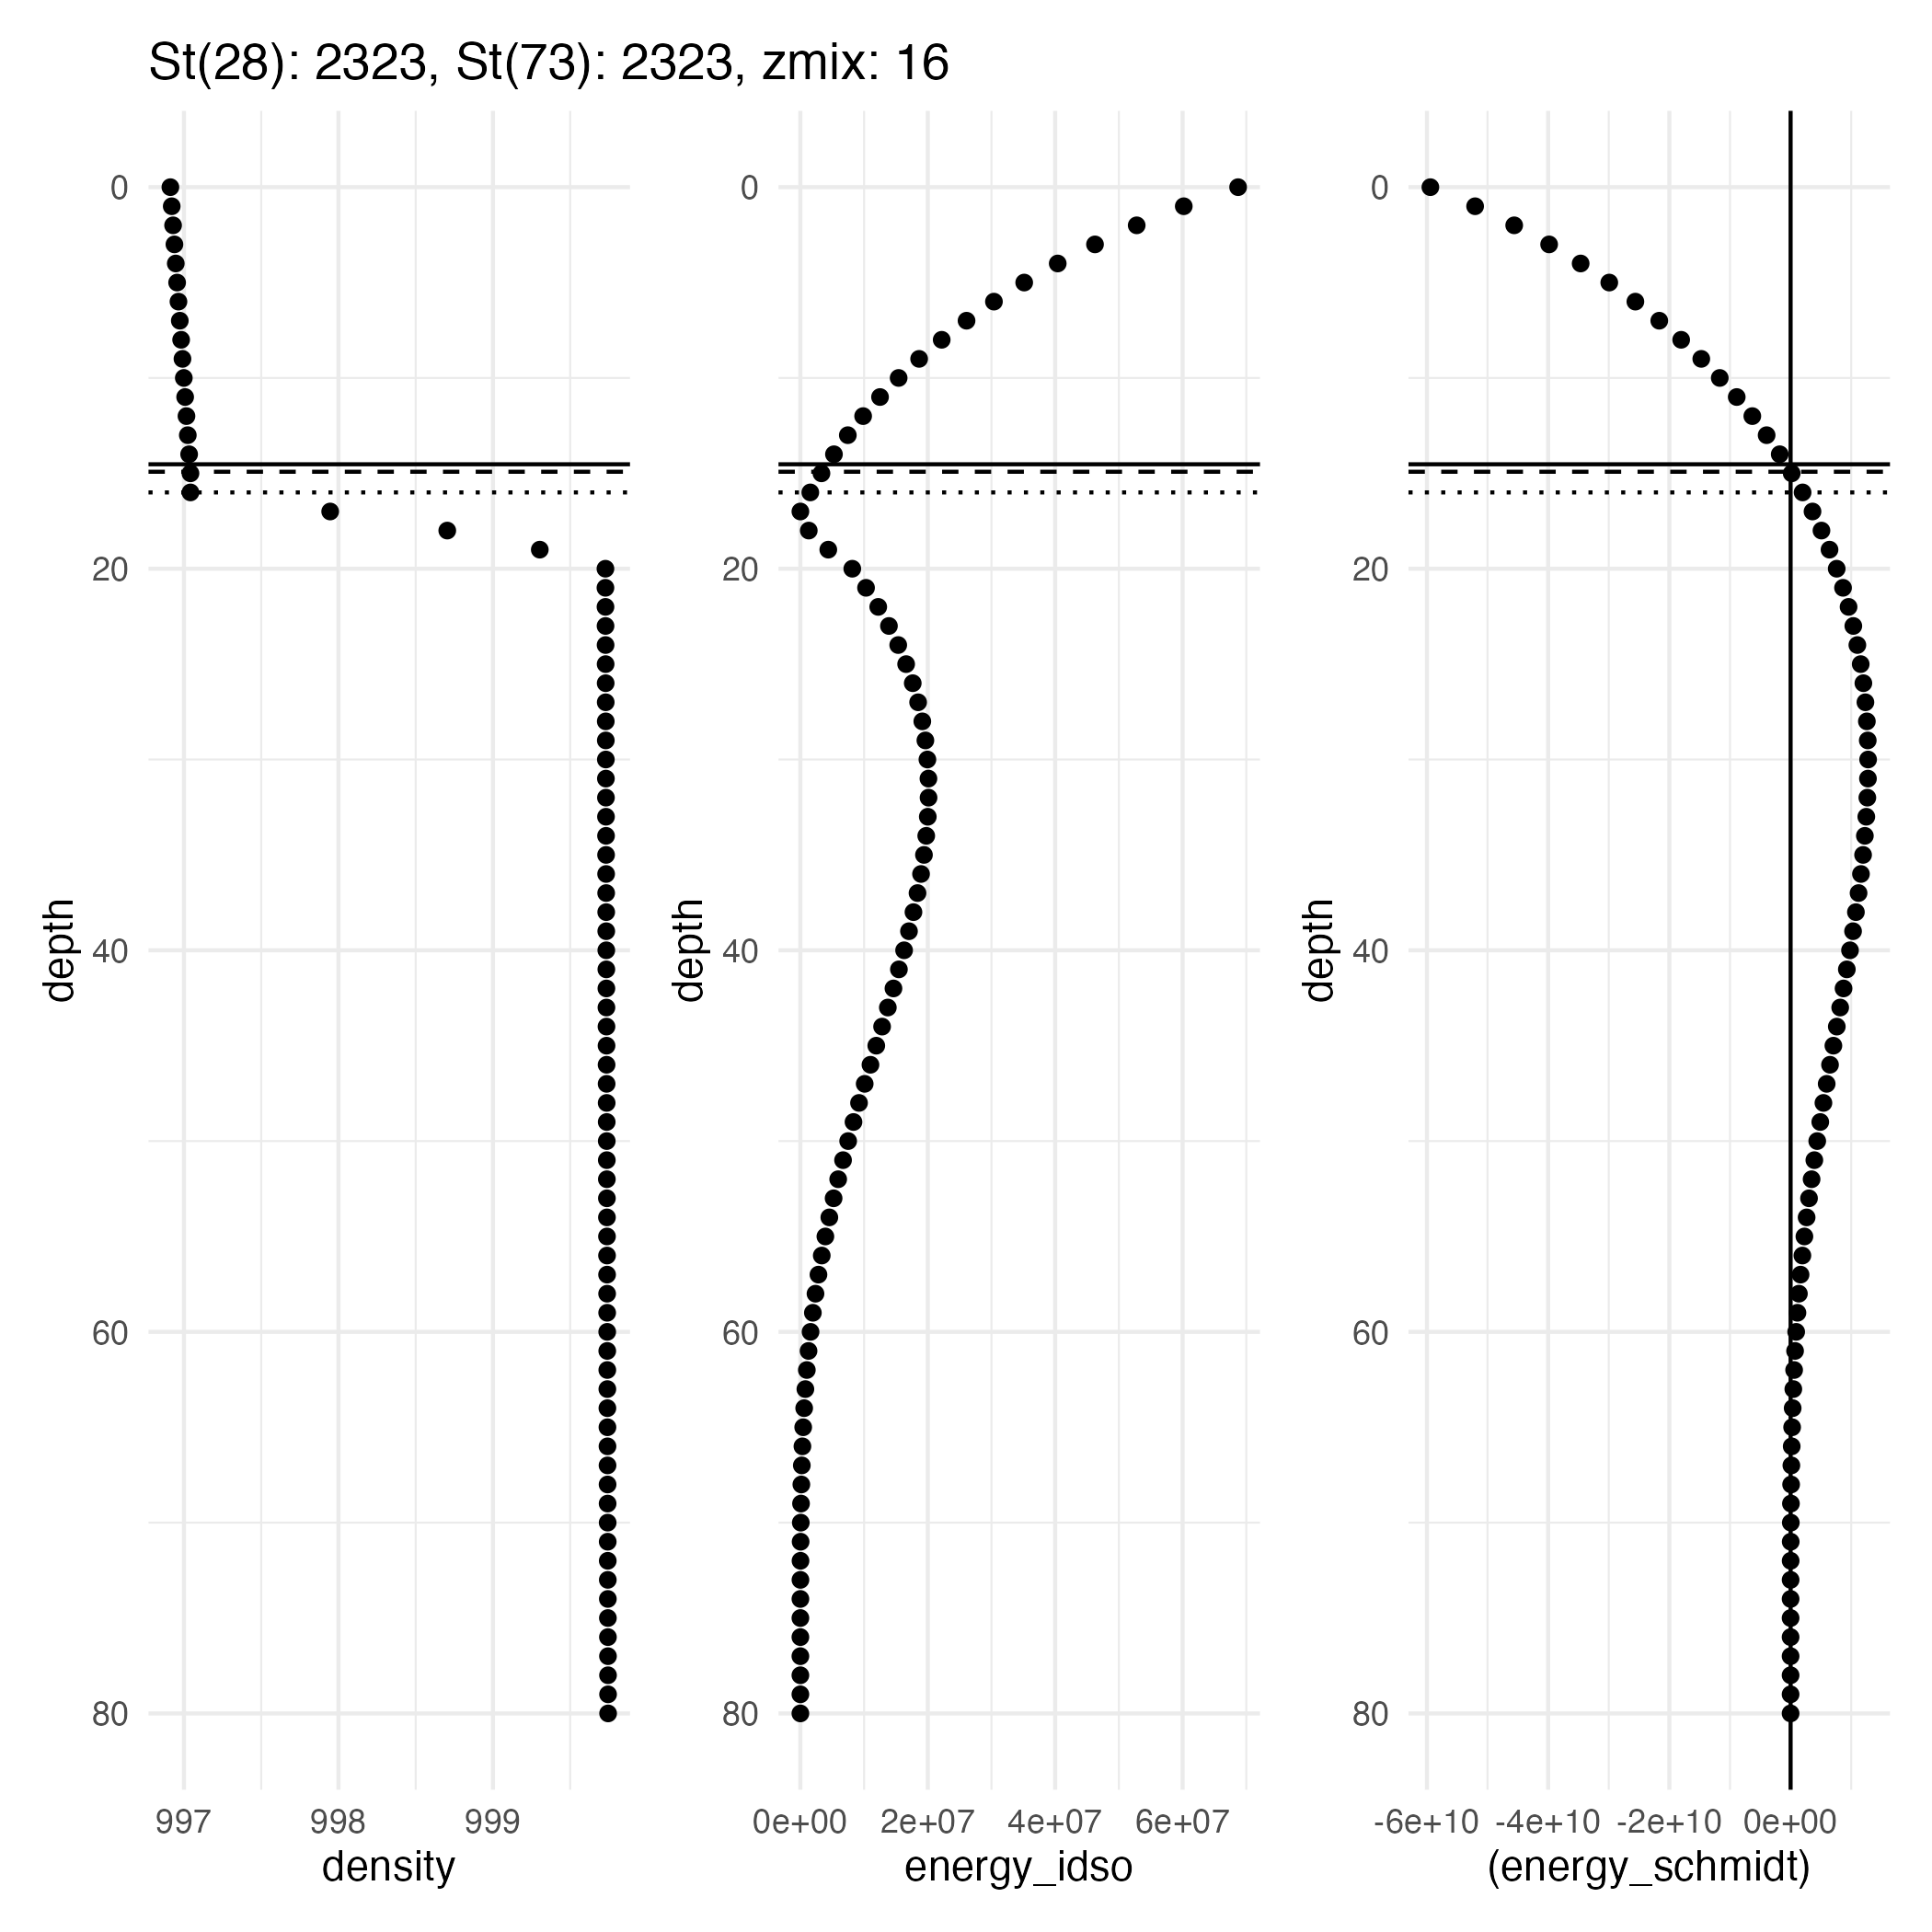 St(28): 2323, St(73): 2323, zmix: 16
0
20
40
60
80
depth
997 998 999
density
0
20
40
60
80
depth
0e+00 2e+07 4e+07 6e+07
energy_idso
0
20
40
60
80
depth
-6e+10 -4e+10 -2e+10 0e+00
(energy_schmidt)